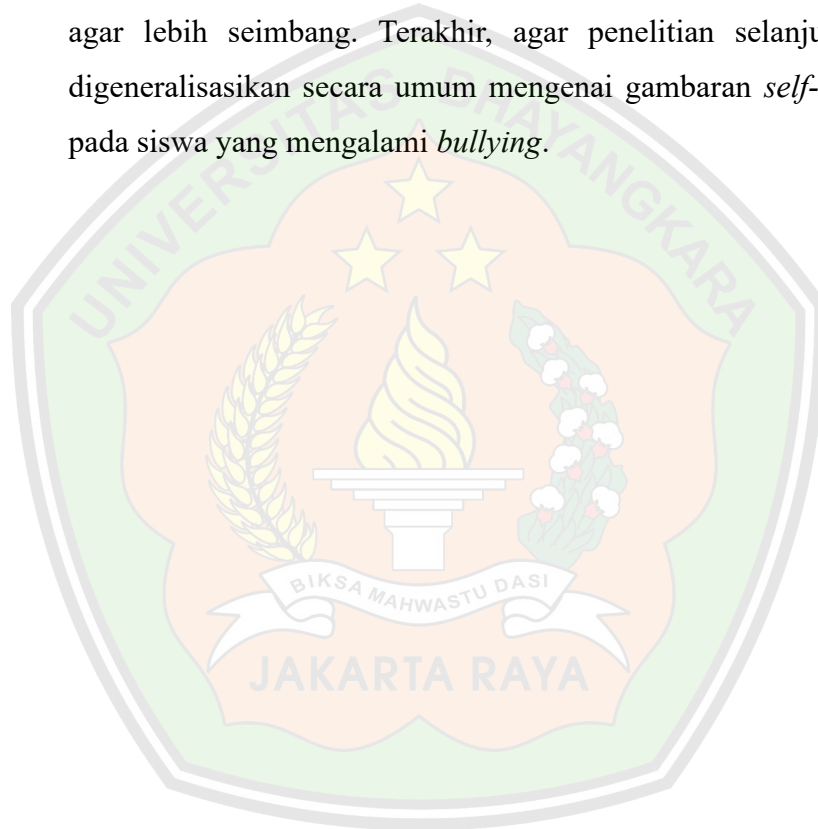 agar lebih seimbang. Terakhir, agar penelitian
digeneralisasikan secara umum mengenai gambaran self-
pada siswa yang mengalami bullying.
UNIVERSITAS BHAYANGKARA
BIKSA MAHWASTU DASI
JAKARTA RAYA